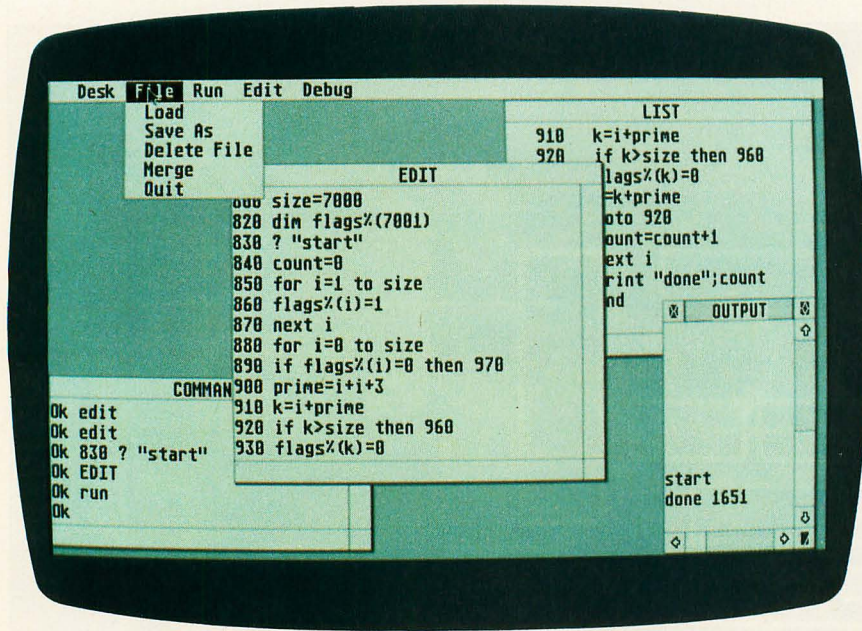 Desk File Run Edit Debug
Load
Save As
Delete File
Merge
Quit
LIST
910 k=i+prime
920 if k>size then 960
lags%(k)=0
=k+prime
oto 920
ount=count+1
ext i
rint "done";count
nd
EDIT
800 size=7000
820 dim flags%(7001)
830 ? "start"
840 count=0
850 for i=1 to size
860 flags%(i)=1
870 next i
880 for i=0 to size
890 if flags%(i)=0 then 970
900 prime=i+i+3
910 k=i+prime
920 if k>size then 960
930 flags%(k)=0
COMMAN
Ok edit
Ok edit
Ok 830 ? "start"
Ok EDIT
Ok run
Ok
OUTPUT
start
done 1651